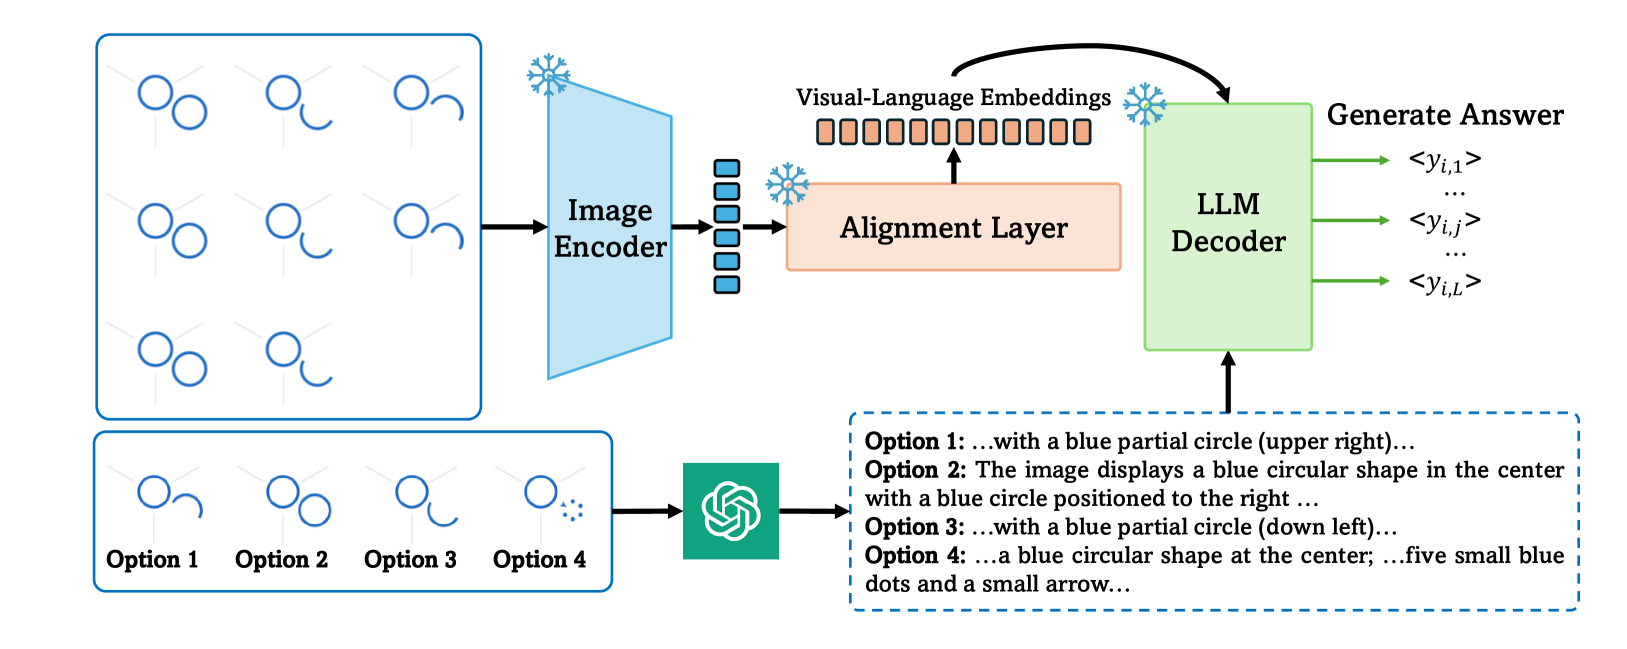 Visual-Language Embeddings
Generate Answer
Image
Encoder
Alignment Layer
LLM
Decoder
<y_{i,1}>
...
<y_{i,j}>
...
<y_{i,L}>
Option 1
Option 2
Option 3
Option 4
Option 1: …with a blue partial circle (upper right)…
Option 2: The image displays a blue circular shape in the center
with a blue circle positioned to the right …
Option 3: …with a blue partial circle (down left)…
Option 4: …a blue circular shape at the center; …five small blue
dots and a small arrow…